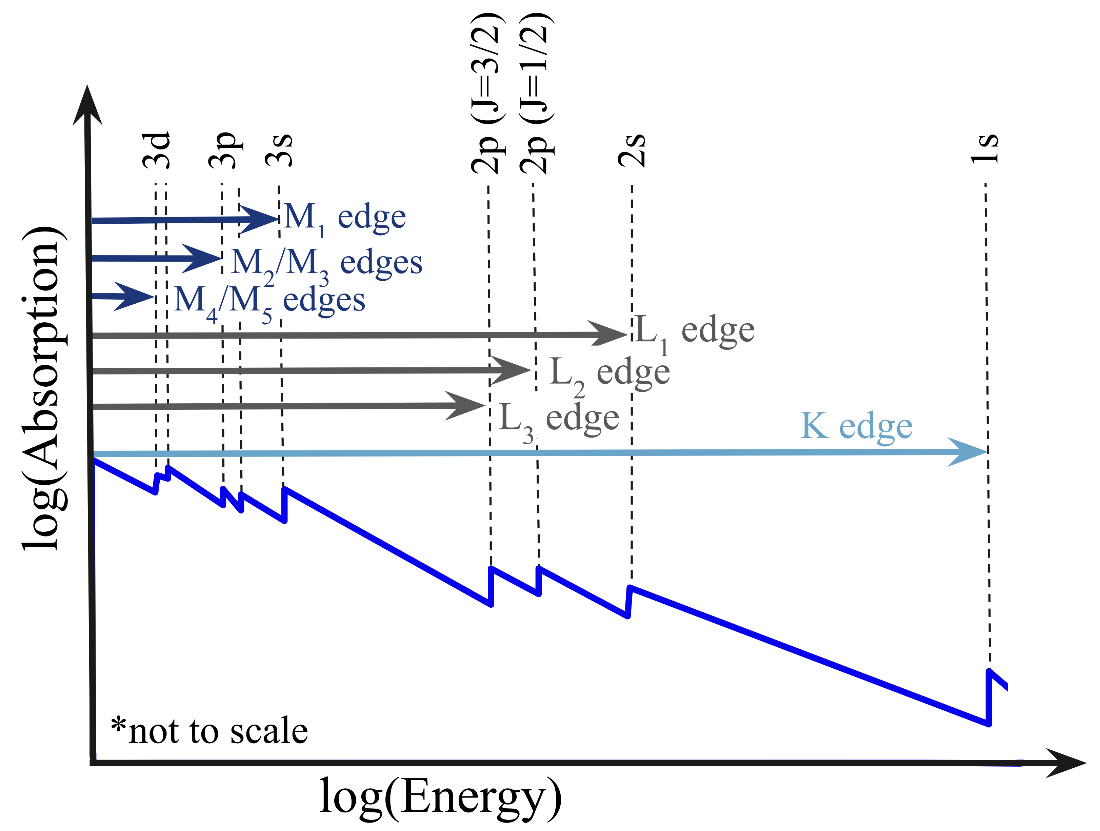 3d
3p
3s
2p (J=3/2)
2p (J=1/2)
2s
1s
M1 edge
M2/M3 edges
M4/M5 edges
L1 edge
L2 edge
L3 edge
K edge
log(Absorption)
*not to scale
log(Energy)